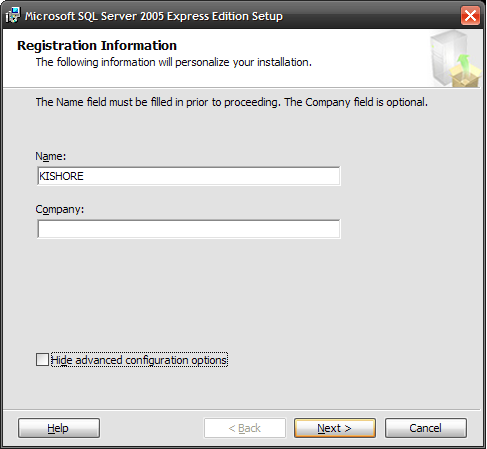 Microsoft SQL Server 2005 Express Edition Setup
Registration Information
The following information will personalize your installation.
The Name field must be filled in prior to proceeding. The Company field is optional.
Name:
KISHORE
Company:
Hide advanced configuration options
Help
< Back
Next >
Cancel